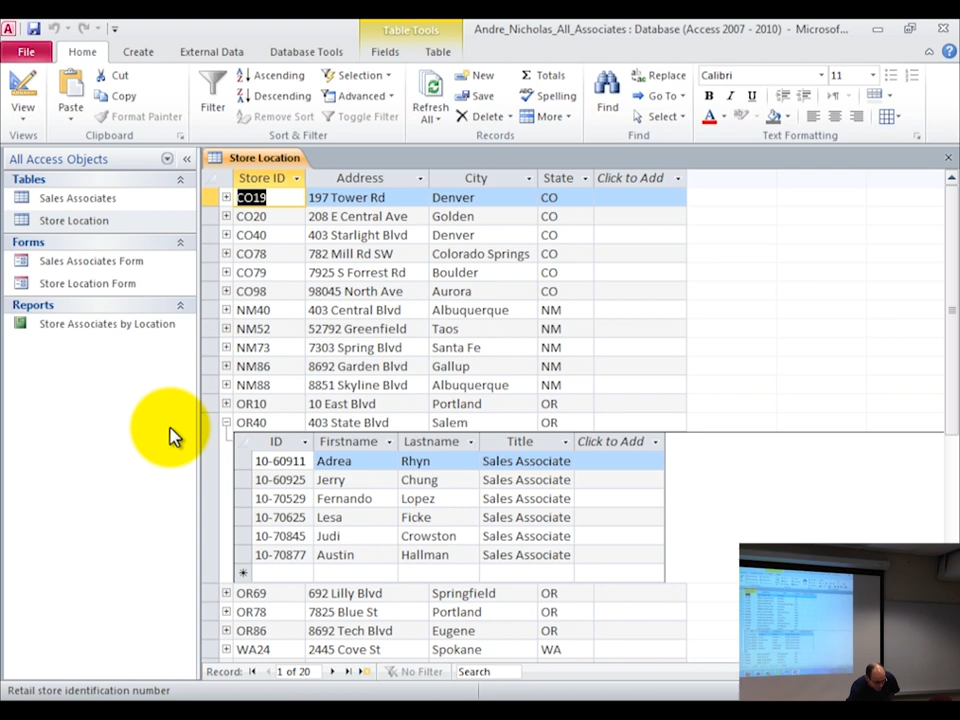 Table Tools
Andre_Nicholas_All_Associates : Database (Access 2007 - 2010) - Microsof...
File Home Create External Data Database Tools Fields Table
View
Views
Paste
Cut
Copy
Format Painter
Clipboard
Filter
Ascending
Descending
Remove Sort
Selection
Advanced
Toggle Filter
Sort & Filter
Refresh
All
New
Save
Delete
Totals
Spelling
More
Records
Find
Replace
Go To
Select
Find
Calibri 11
B I U
A
Text Formatting
All Access Objects
Tables
Sales Associates
Store Location
Forms
Sales Associates Form
Store Location Form
Reports
Store Associates by Location
Store Location
Store ID Address City State Click to Add
CO19 197 Tower Rd Denver CO
CO20 208 E Central Ave Golden CO
CO40 403 Starlight Blvd Denver CO
CO78 782 Mill Rd SW Colorado Springs CO
CO79 7925 S Forrest Rd Boulder CO
CO98 98045 North Ave Aurora CO
NM40 403 Central Blvd Albuquerque NM
NM52 52792 Greenfield Taos NM
NM73 7303 Spring Blvd Santa Fe NM
NM86 8692 Garden Blvd Gallup NM
NM88 8851 Skyline Blvd Albuquerque NM
OR10 10 East Blvd Portland OR
OR40 403 State Blvd Salem OR
ID Firstname Lastname Title Click to Add
10-60911 Adrea Rhyn Sales Associate
10-60925 Jerry Chung Sales Associate
10-70529 Fernando Lopez Sales Associate
10-70625 Lesa Ficke Sales Associate
10-70845 Judi Crowston Sales Associate
10-70877 Austin Hallman Sales Associate
OR69 692 Lilly Blvd Springfield OR
OR78 7825 Blue St Portland OR
OR86 8692 Tech Blvd Eugene OR
WA24 2445 Cove St Spokane WA
Record: 1 of 20 No Filter Search
Retail store identification number